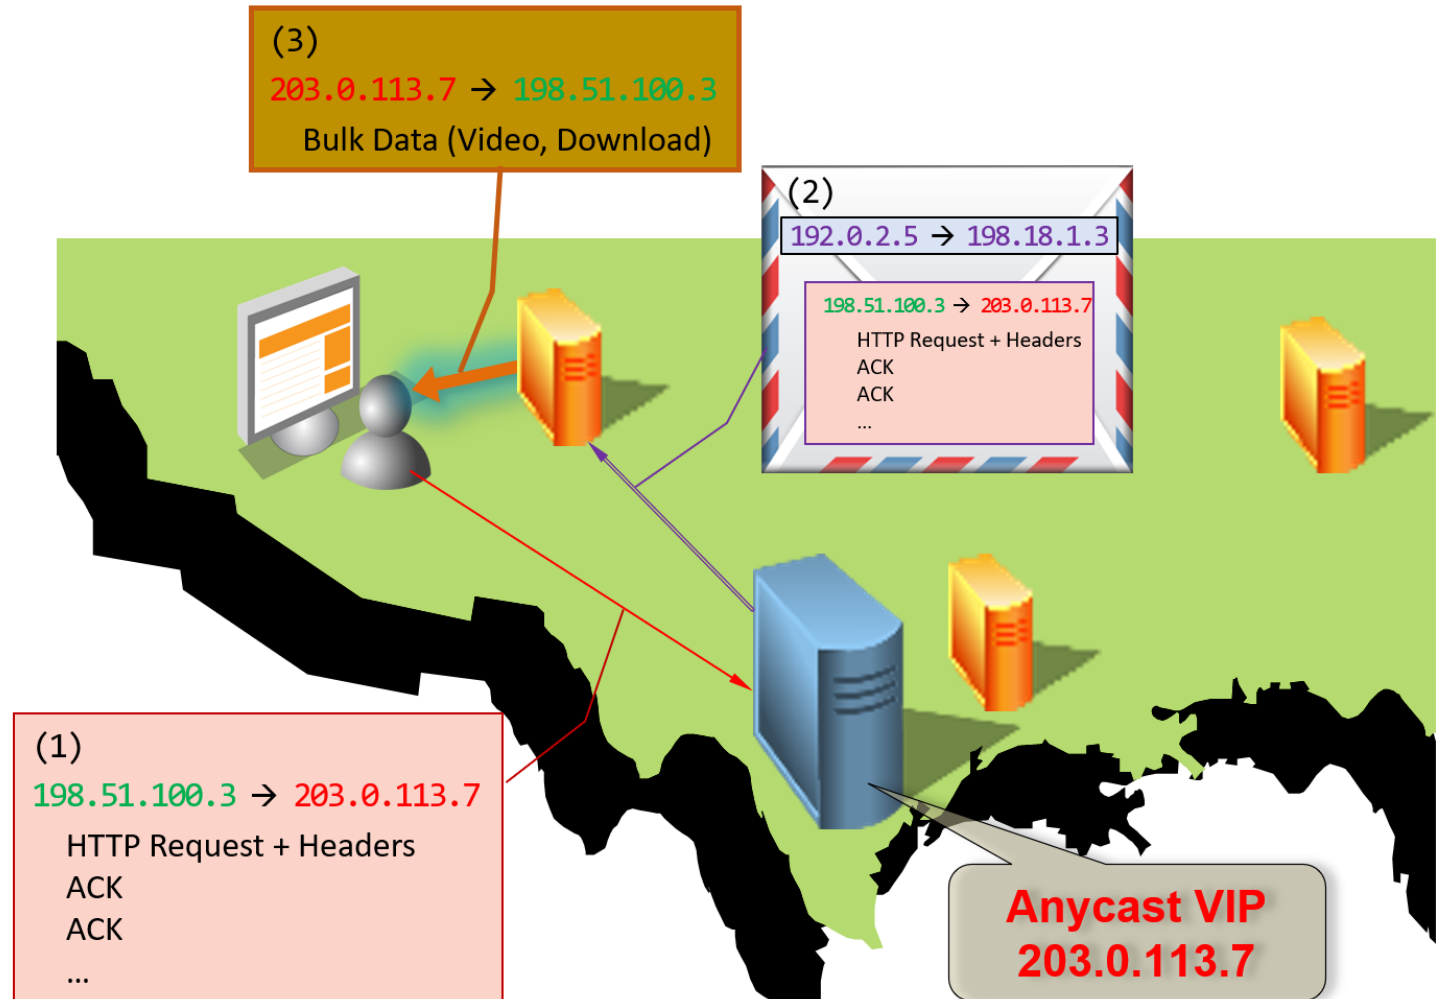 (3)
203.0.113.7 → 198.51.100.3
Bulk Data (Video, Download)
(2)
192.0.2.5 → 198.18.1.3
198.51.100.3 → 203.0.113.7
HTTP Request + Headers
ACK
ACK
...
(1)
198.51.100.3 → 203.0.113.7
HTTP Request + Headers
ACK
ACK
...
Anycast VIP
203.0.113.7